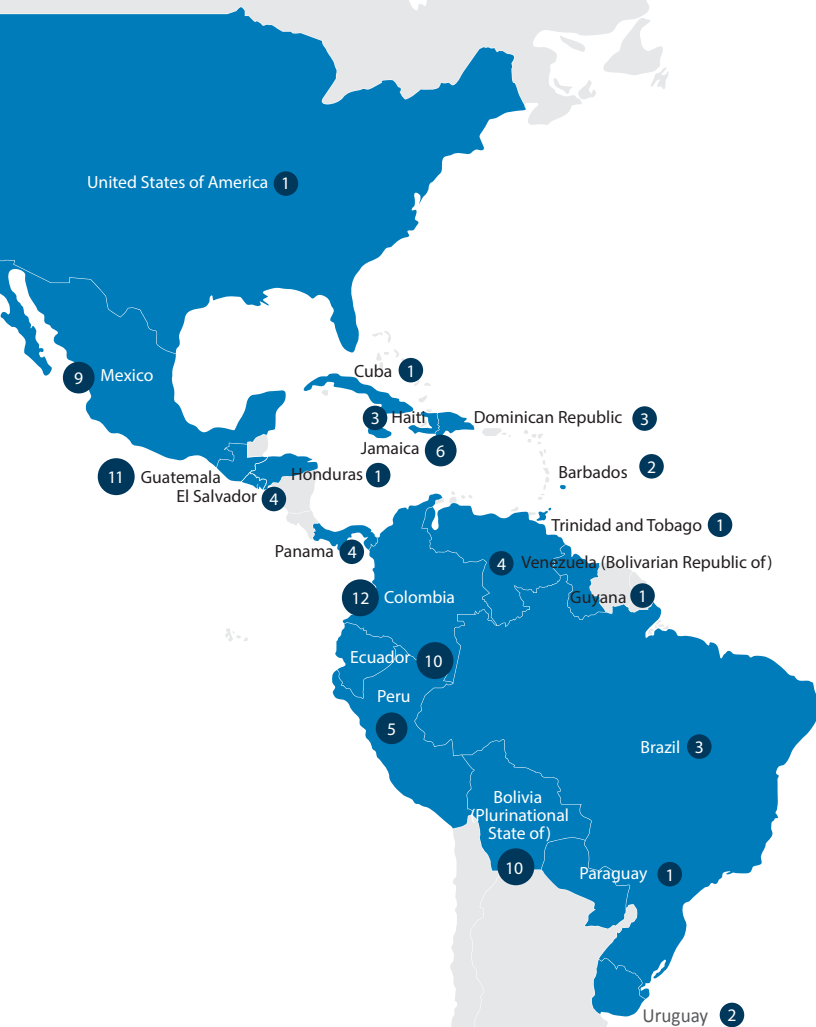 United States of America 1
Cuba 1
9 Mexico
3 Haiti
Dominican Republic 3
Jamaica 6
Barbados 2
Honduras 1
11 Guatemala
El Salvador 4
Trinidad and Tobago 1
Panama 4
4 Venezuela (Bolivarian Republic of)
12 Colombia
Guyana 1
Ecuador 10
Peru
5
Brazil 3
Bolivia
(Plurinational
State of)
10
Paraguay 1
Uruguay 2